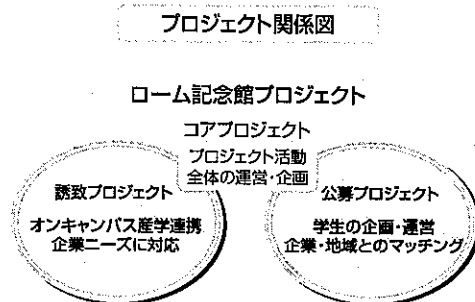 プロジェクト関係図
ローム記念館プロジェクト
コアプロジェクト
プロジェクト活動
全体の運営・企画
誘致プロジェクト
オンキャンパス産学連携
企業ニーズに対応
公募プロジェクト
学生の企画・運営
企業・地域とのマッチング